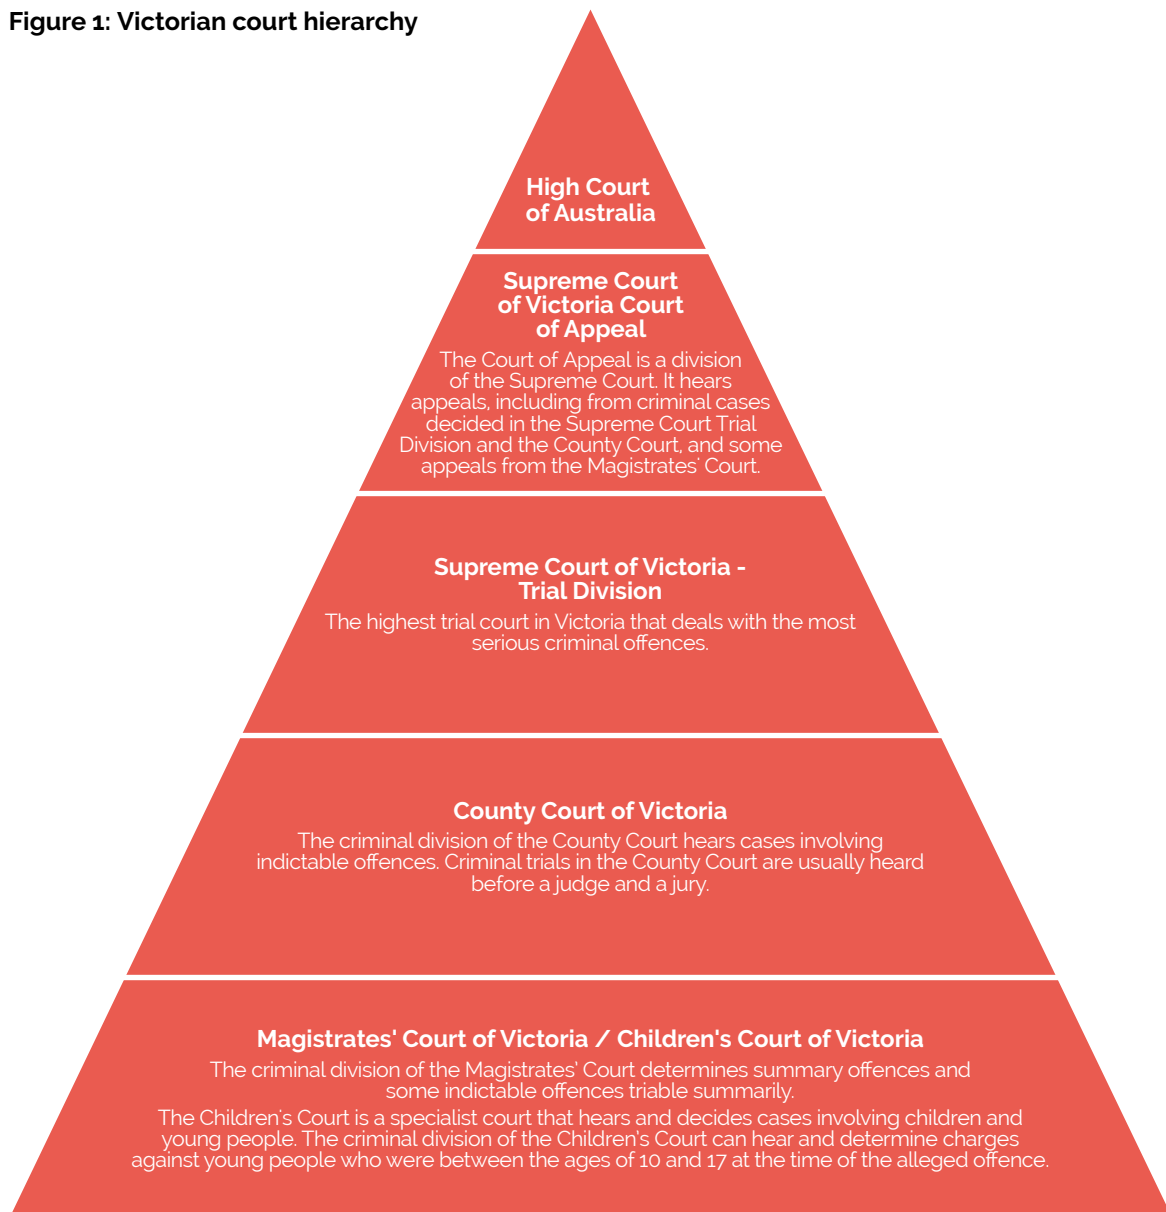 Figure 1: Victorian court hierarchy
High Court
of Australia
Supreme Court
of Victoria Court
of Appeal
The Court of Appeal is a division
of the Supreme Court. It hears
appeals, including from criminal cases
decided in the Supreme Court Trial
Division and the County Court, and some
appeals from the Magistrates' Court.
Supreme Court of Victoria -
Trial Division
The highest trial court in Victoria that deals with the most
serious criminal offences.
County Court of Victoria
The criminal division of the County Court hears cases involving
indictable offences. Criminal trials in the County Court are usually heard
before a judge and a jury.
Magistrates' Court of Victoria / Children's Court of Victoria
The criminal division of the Magistrates' Court determines summary offences and
some indictable offences triable summarily.
The Children's Court is a specialist court that hears and decides cases involving children and
young people. The criminal division of the Children's Court can hear and determine charges
against young people who were between the ages of 10 and 17 at the time of the alleged offence.